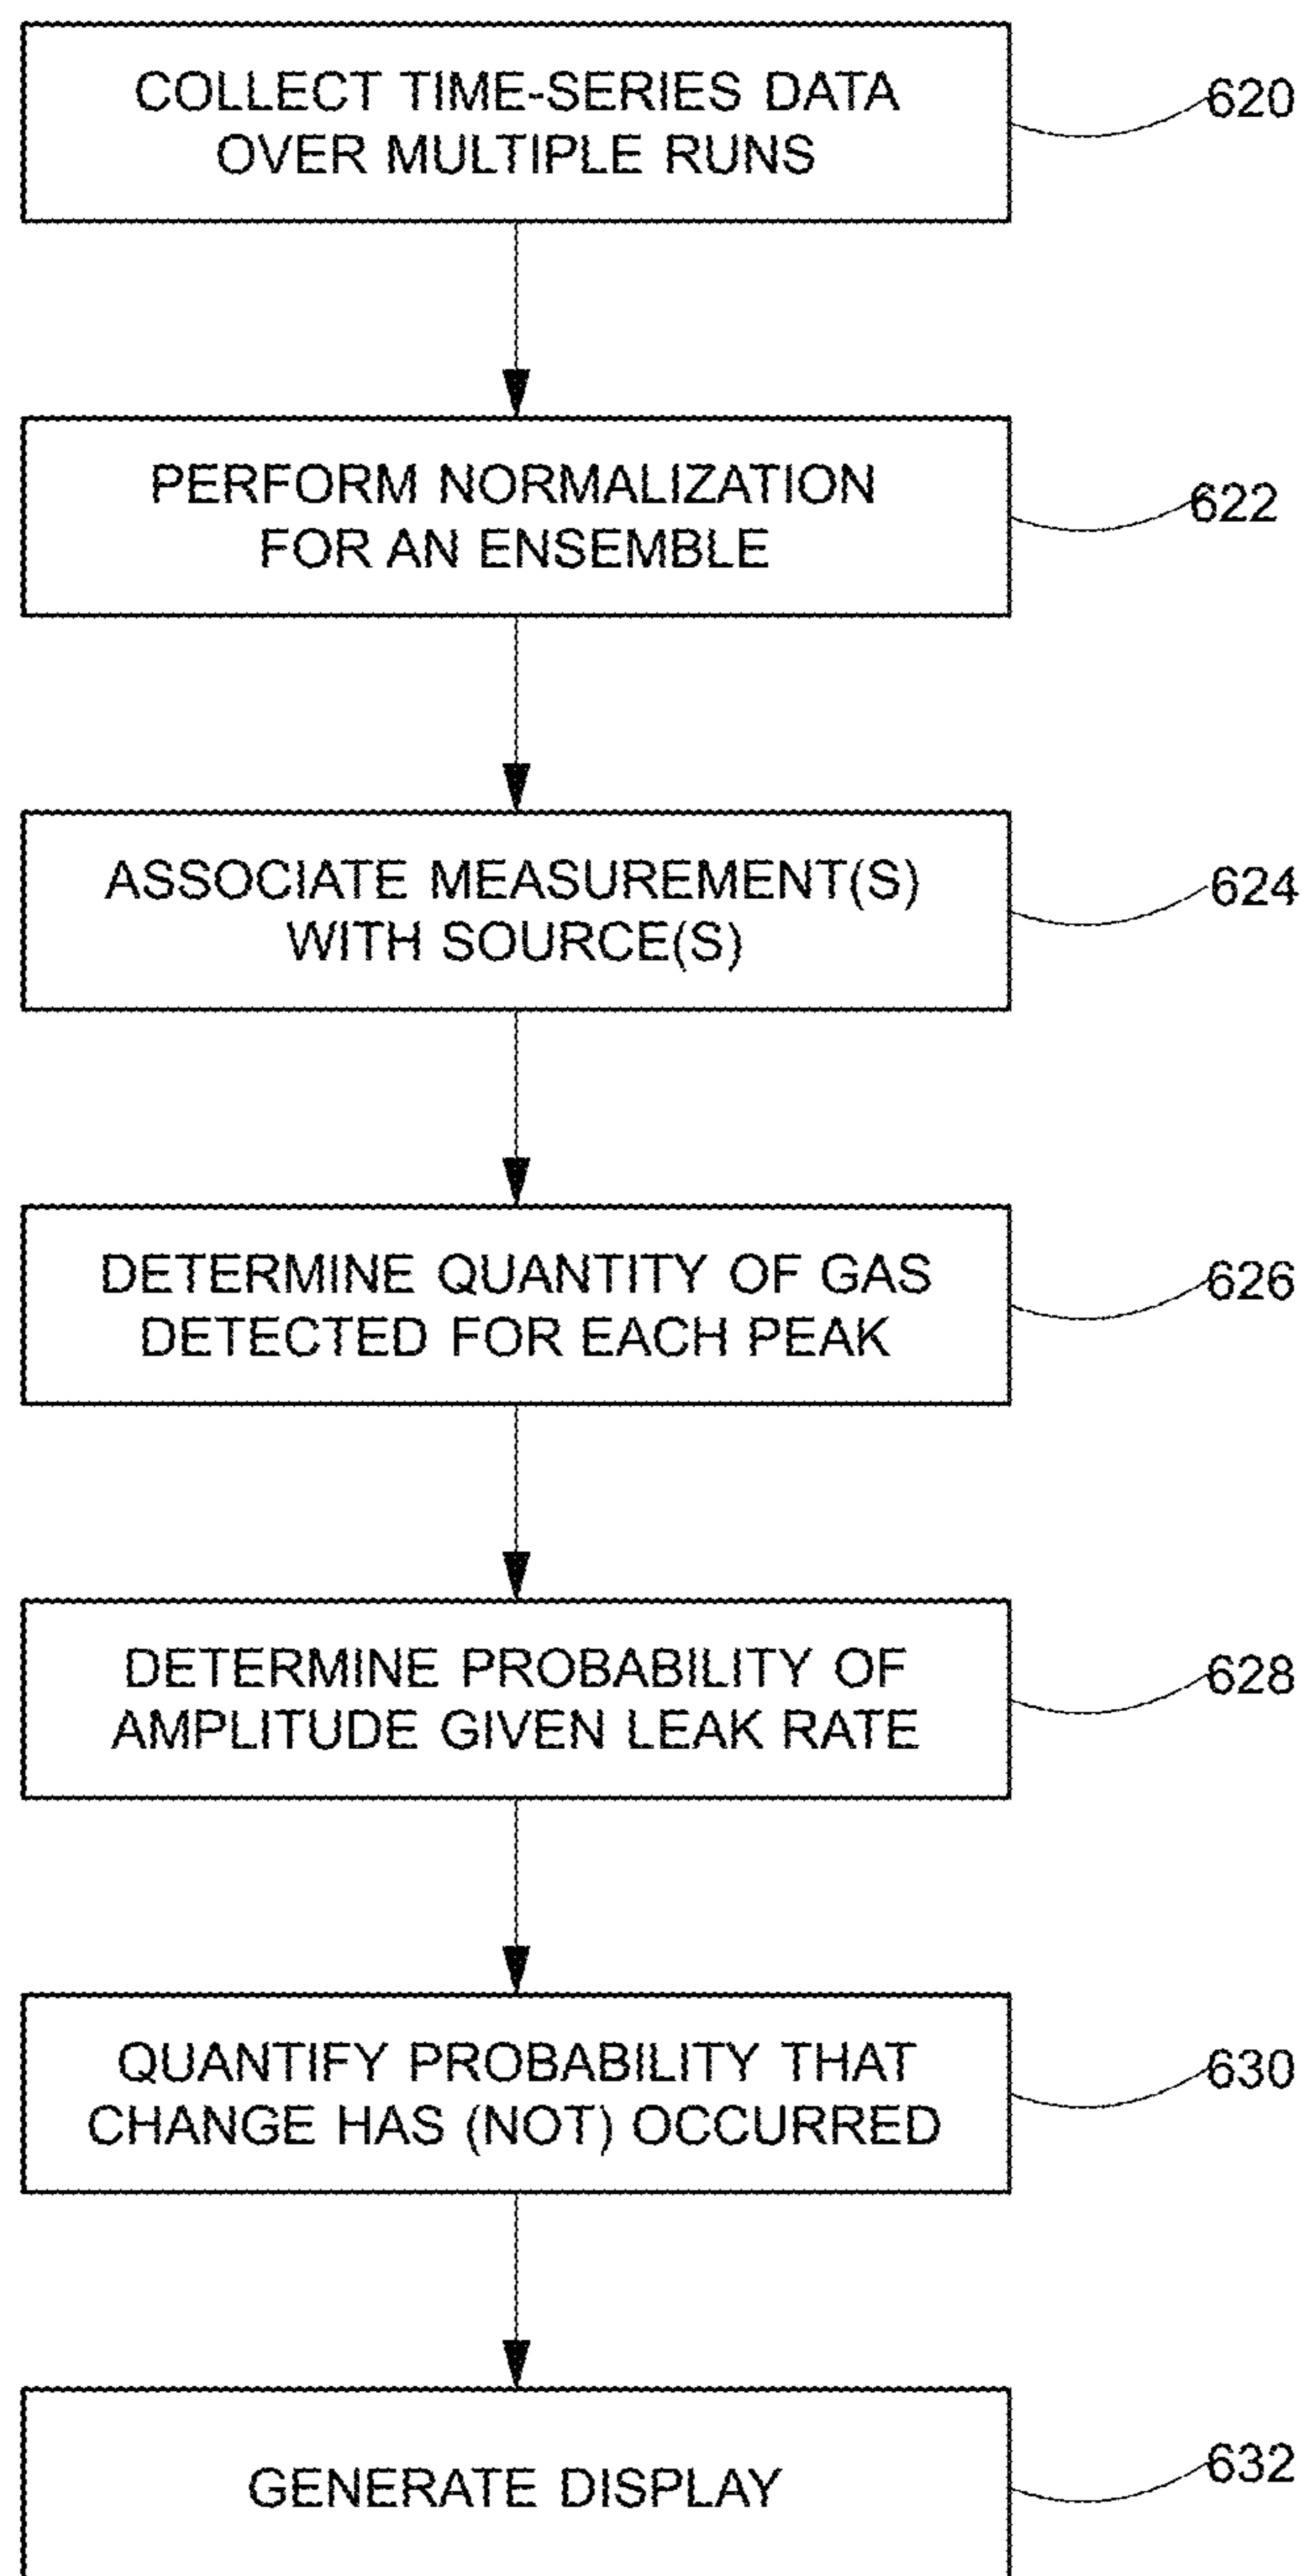 COLLECT TIME-SERIES DATA
OVER MULTIPLE RUNS
620
PERFORM NORMALIZATION
FOR AN ENSEMBLE
622
ASSOCIATE MEASUREMENT(S)
WITH SOURCE(S)
624
DETERMINE QUANTITY OF GAS
DETECTED FOR EACH PEAK
626
DETERMINE PROBABILITY OF
AMPLITUDE GIVEN LEAK RATE
628
QUANTIFY PROBABILITY THAT
CHANGE HAS (NOT) OCCURRED
630
GENERATE DISPLAY
632